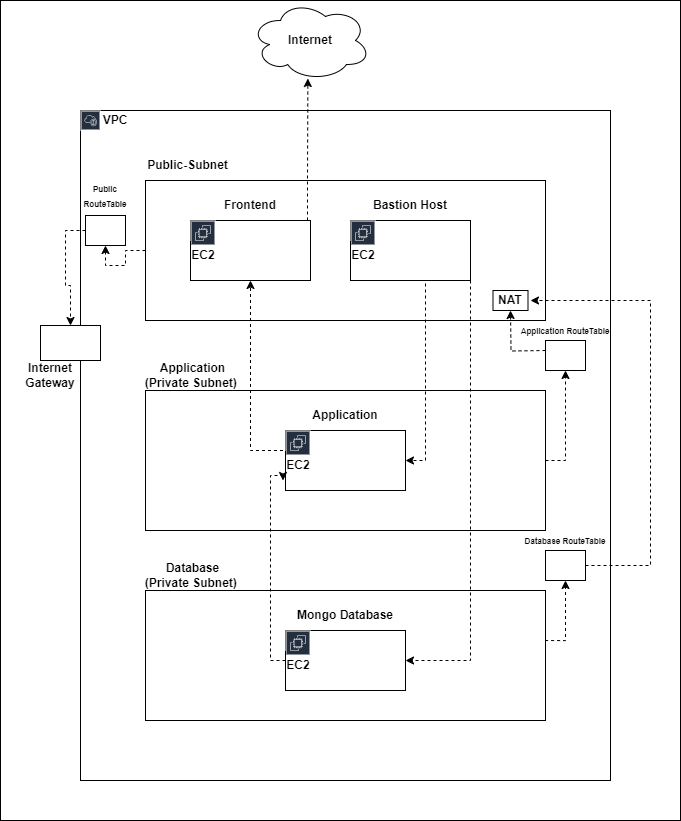 Internet
VPC
Public-Subnet
Public
RouteTable
Frontend
Bastion Host
EC2
EC2
NAT
Application RouteTable
Internet
Gateway
Application
(Private Subnet)
Application
EC2
Database RouteTable
Database
(Private Subnet)
Mongo Database
EC2